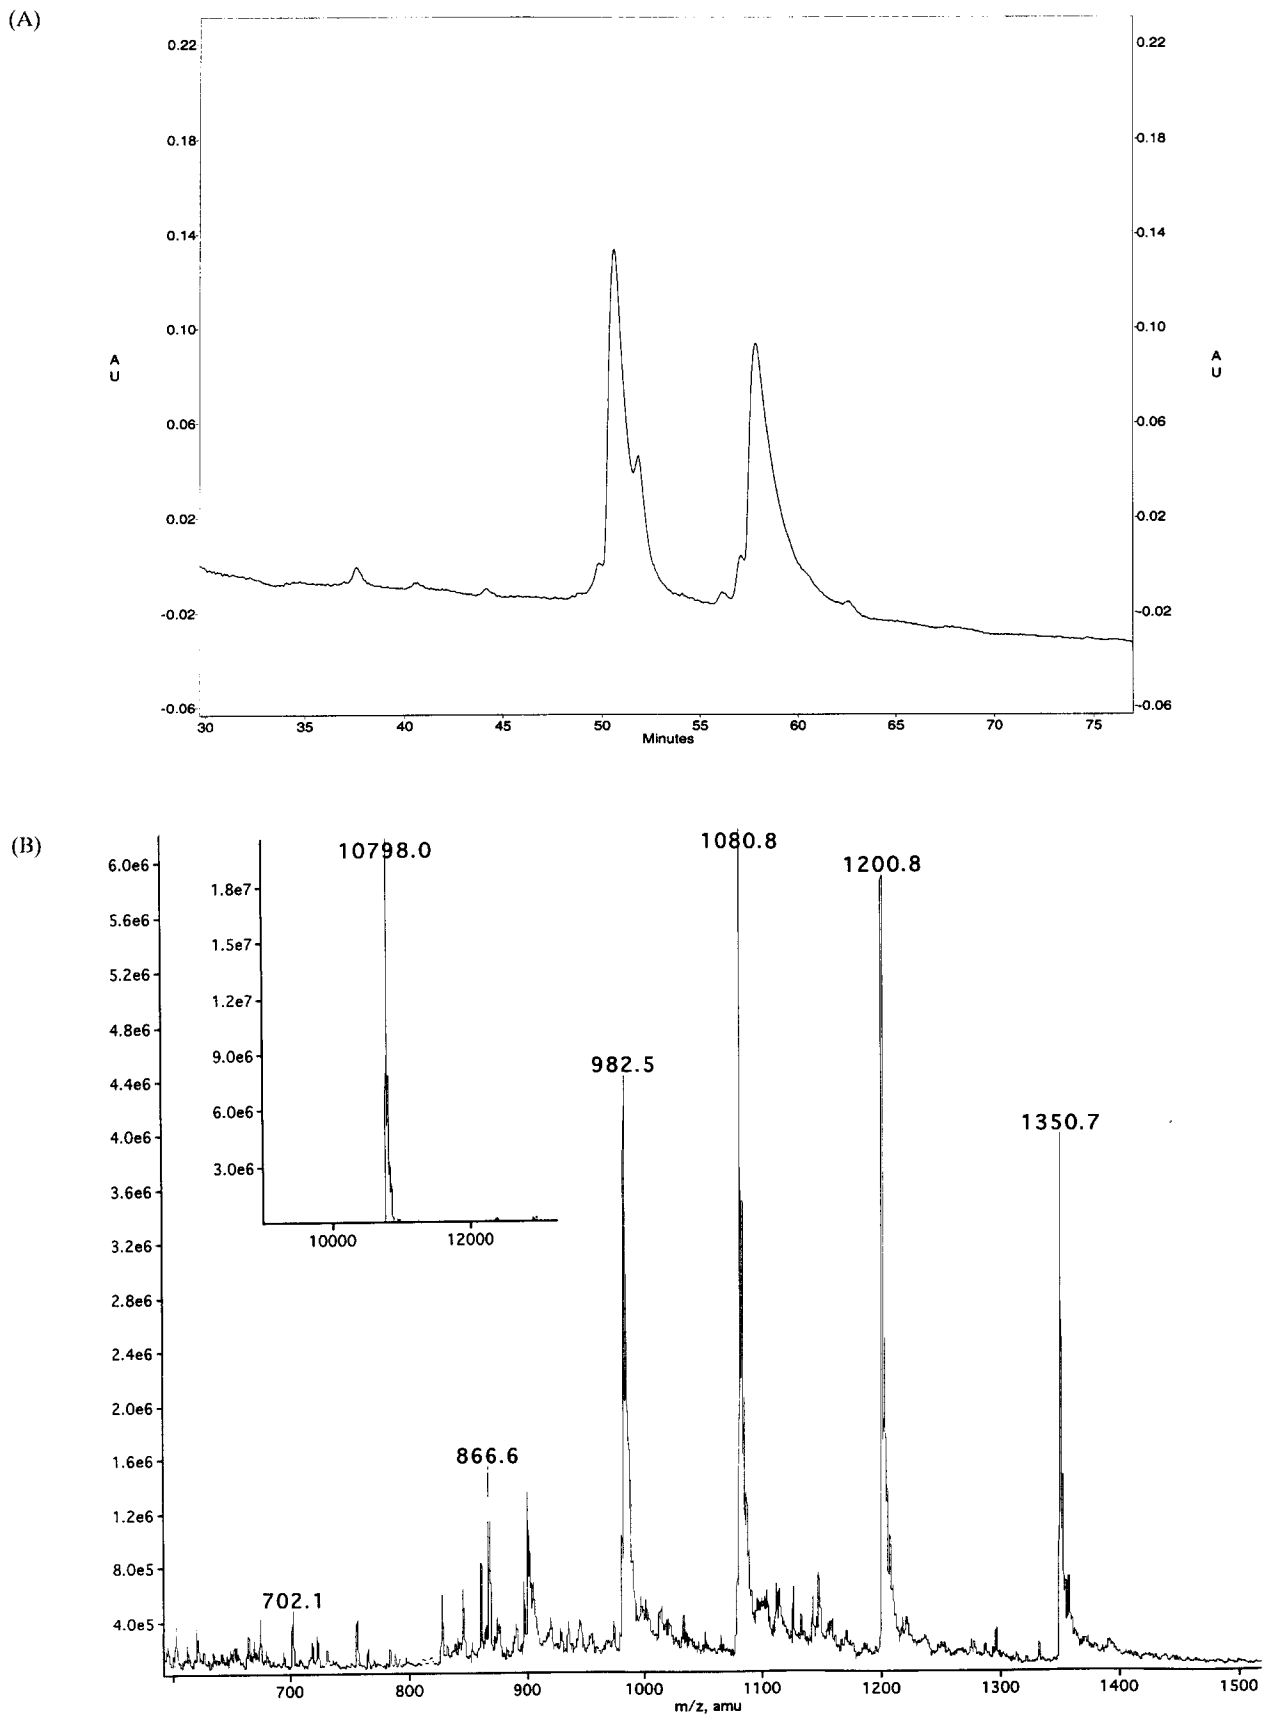 (A)
0.22 0.22
0.18 0.18
0.14 0.14
0.10 0.10
A A
U U
0.06 0.06
0.02 0.02
-0.02 -0.02
-0.06 -0.06
30 35 40 45 50 55 60 65 70 75
Minutes
(B)
1080.8
10798.0
6.0e6 1200.8
1.8e7
5.6e6
1.5e7
5.2e6
1.2e7
4.8e6
9.0e6 982.5
4.4e6
6.0e6 1350.7
4.0e6
3.0e6
3.6e6
10000 12000
3.2e6
2.8e6
2.4e6
2.0e6
1.6e6 866.6
1.2e6
8.0e5
702.1
4.0e5
700 800 900 1000 1100 1200 1300 1400 1500
m/z, amu